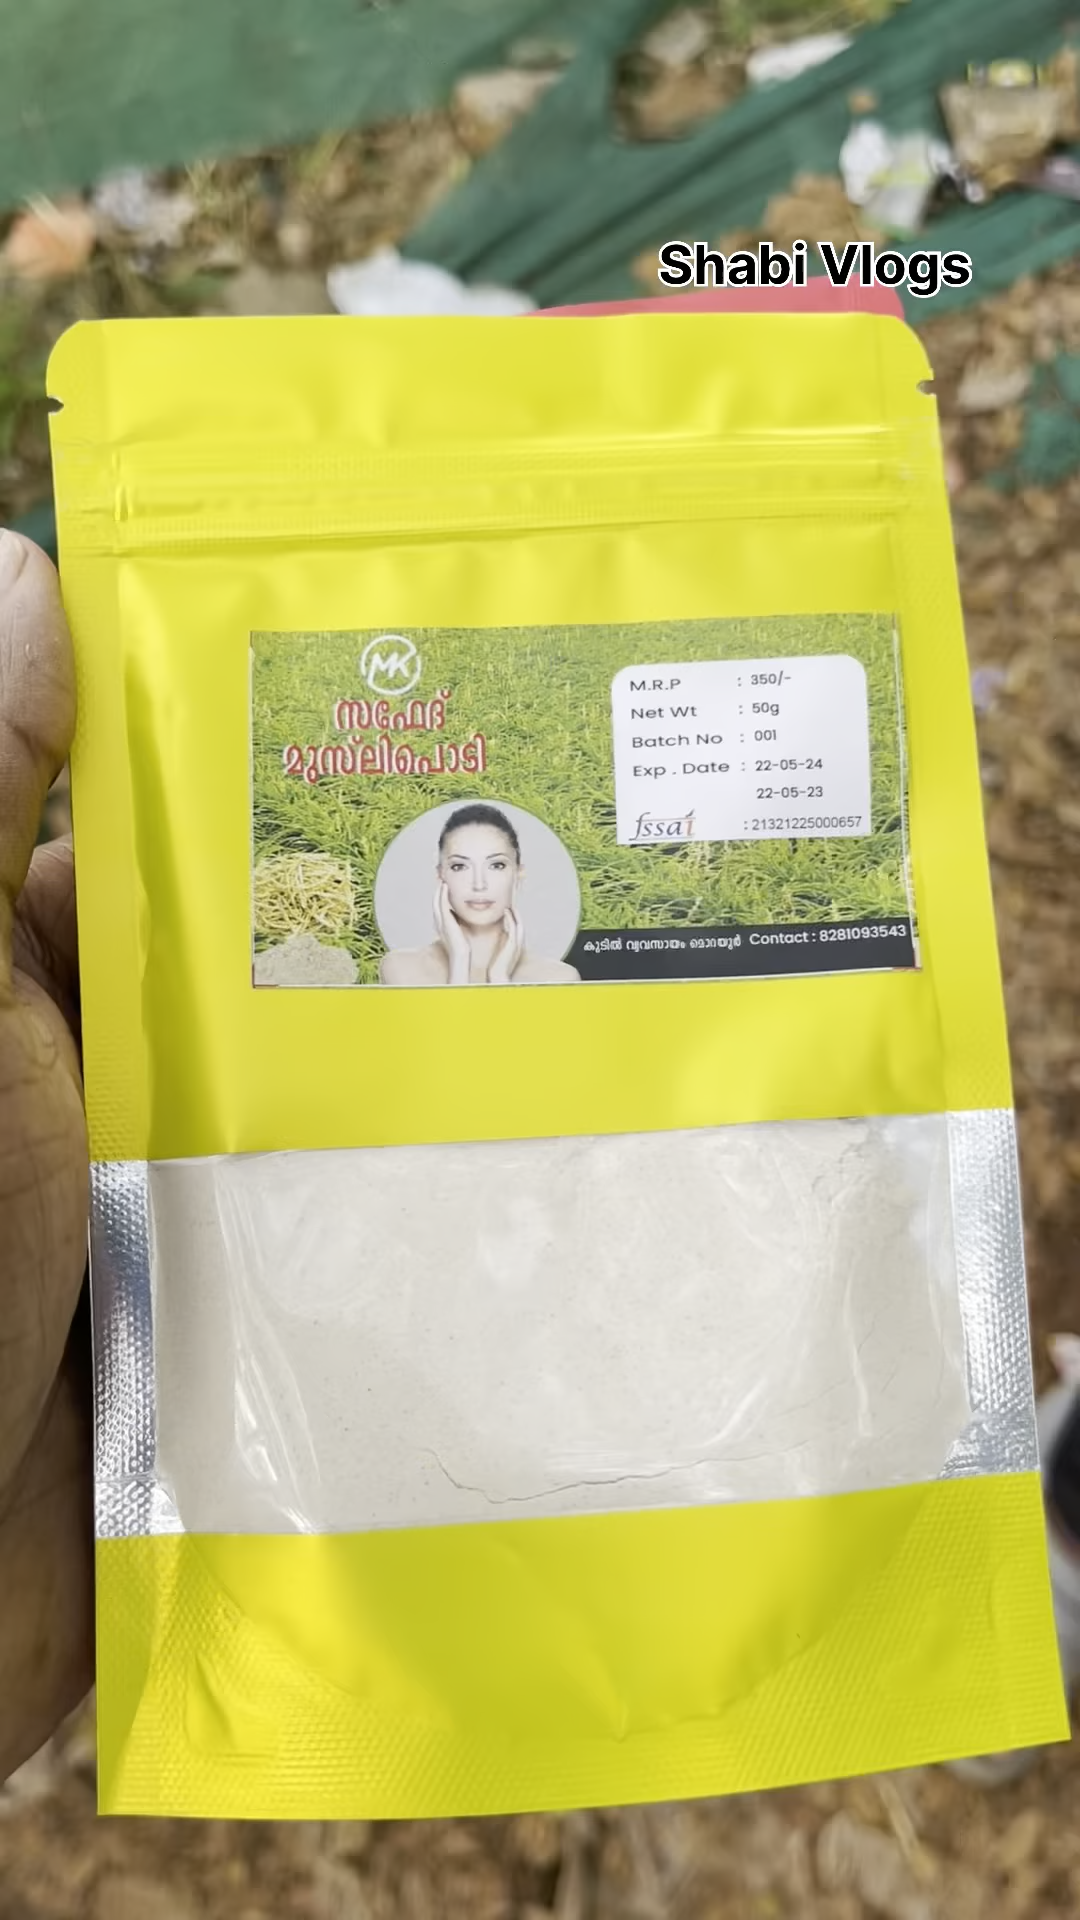 Shabi Vlogs
MK
സഫേദ്
മുസ്‌ലിപൊടി
M.R.P : 350/-
Net Wt : 50g
Batch No : 001
Exp . Date : 22-05-24
22-05-23
fssai : 21321225000657
കുടിൽ വ്യവസായം മൊറയൂർ Contact : 8281093543